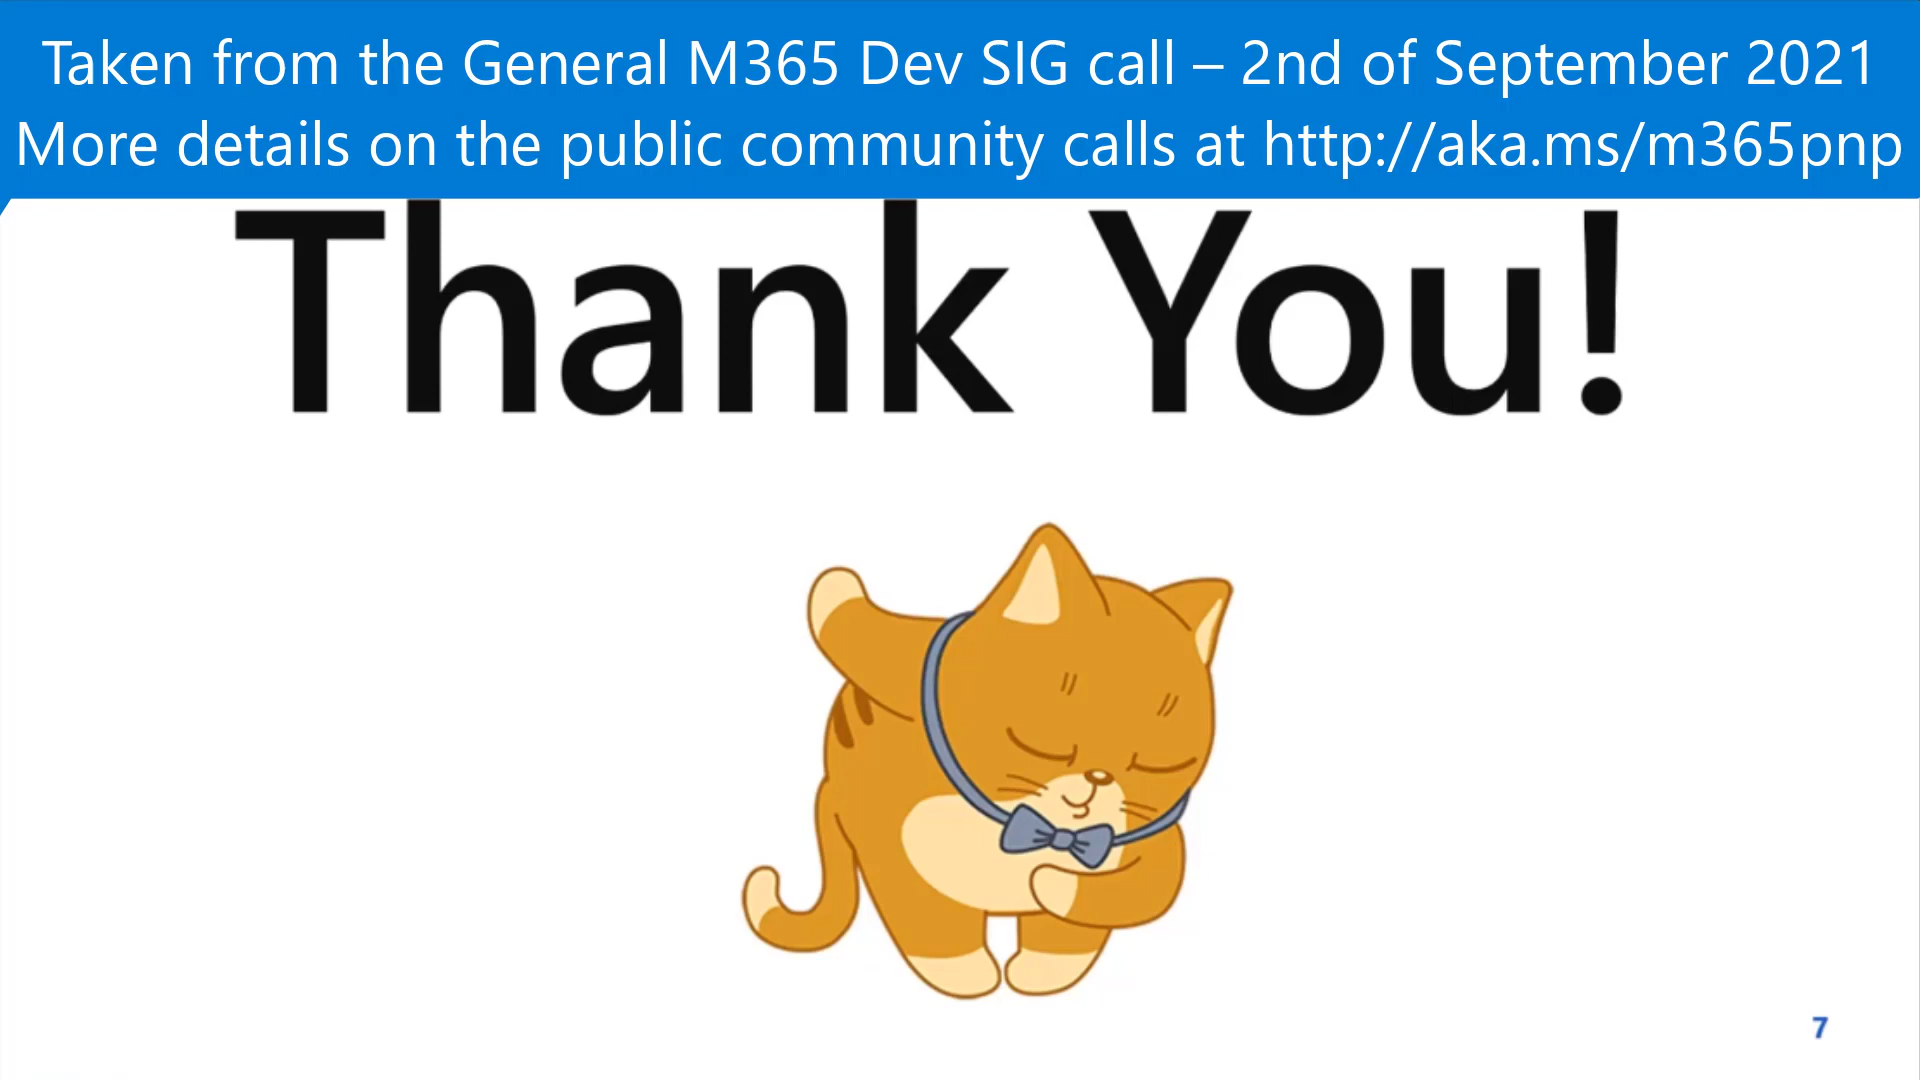 Taken from the General M365 Dev SIG call – 2nd of September 2021
More details on the public community calls at http://aka.ms/m365pnp
Thank You!
7